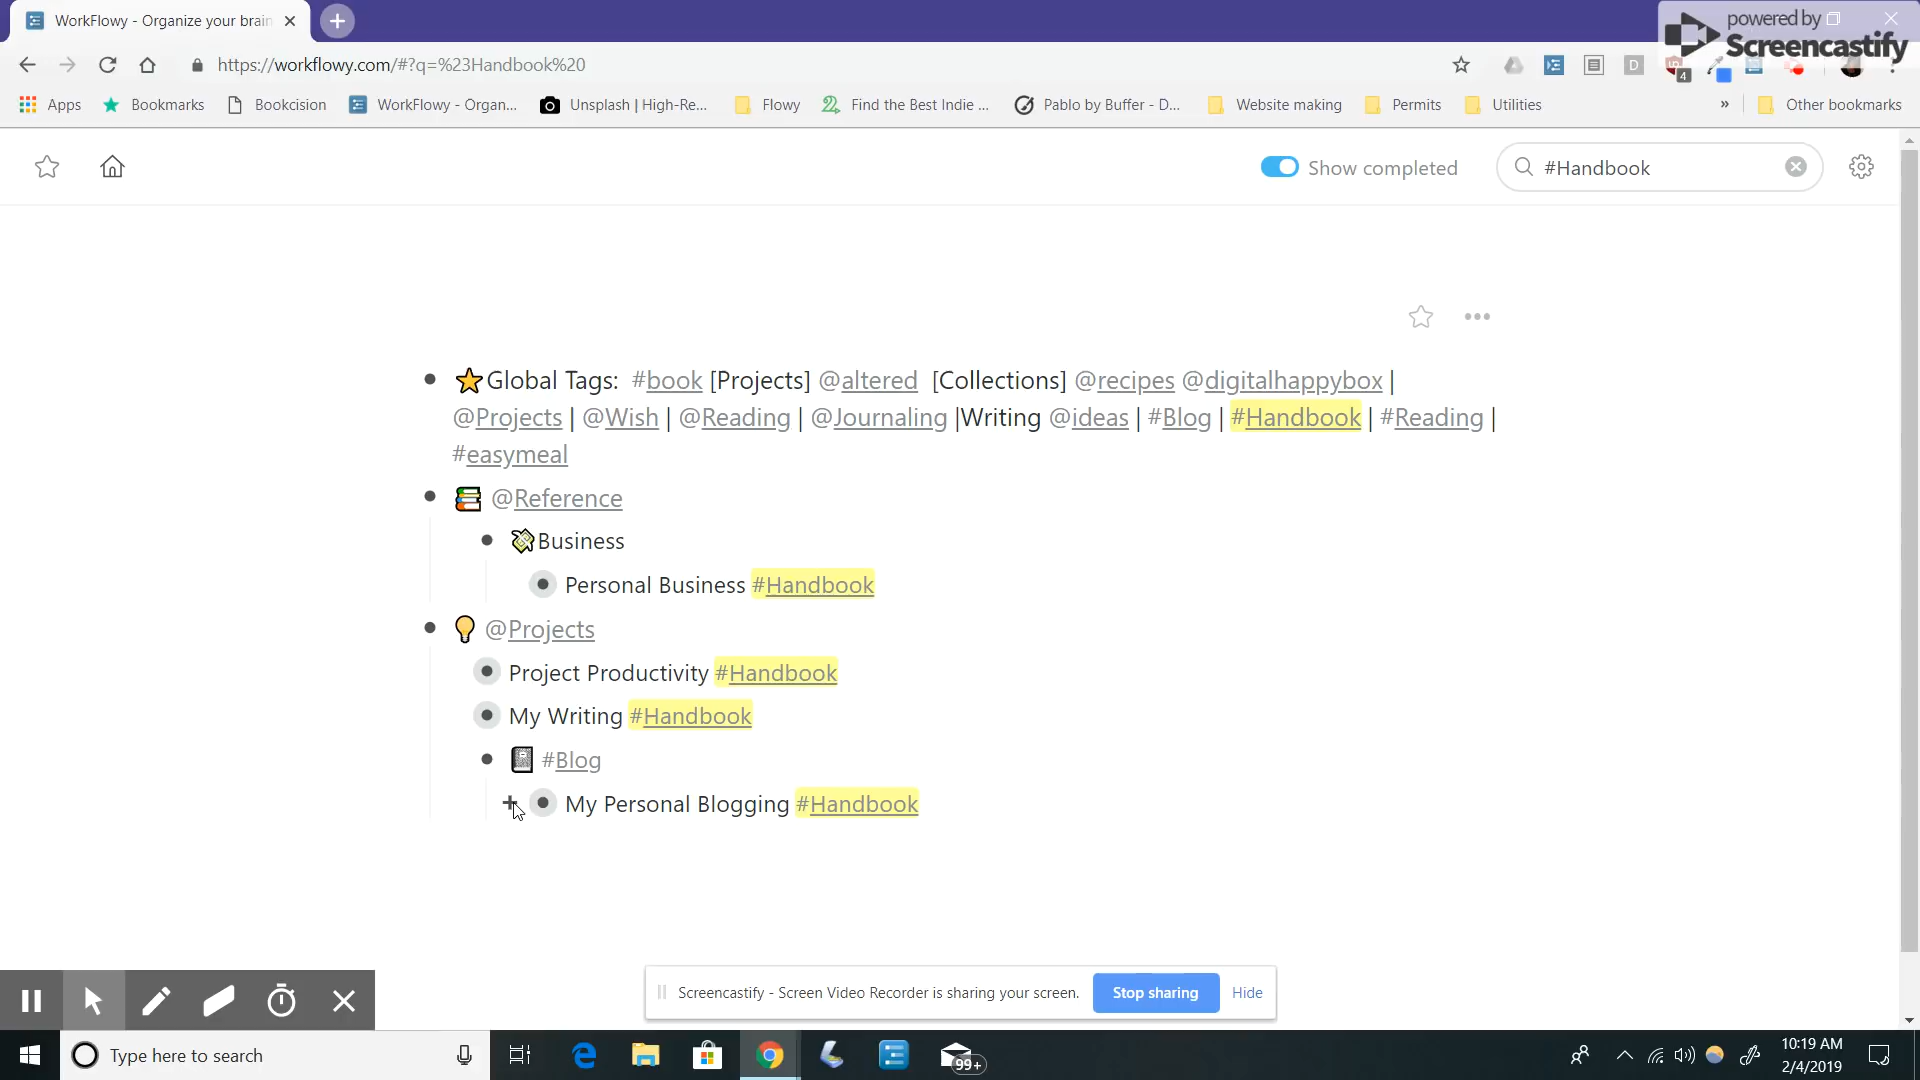 WorkFlowy - Organize your brain
powered by
Screencastify
https://workflowy.com/#?q=%23Handbook%20
D
4
Apps
Bookmarks
Bookcision
WorkFlowy - Organ...
Unsplash | High-Re...
Flowy
Find the Best Indie ...
Pablo by Buffer - D...
Website making
Permits
Utilities
»
Other bookmarks
Show completed
#Handbook
Global Tags: #book [Projects] @altered [Collections] @recipes @digitalhappybox |
@Projects | @Wish | @Reading | @Journaling |Writing @ideas | #Blog | #Handbook | #Reading |
#easymeal
@Reference
Business
Personal Business #Handbook
@Projects
Project Productivity #Handbook
My Writing #Handbook
#Blog
My Personal Blogging #Handbook
Screencastify - Screen Video Recorder is sharing your screen.
Stop sharing
Hide
Type here to search
99+
10:19 AM
2/4/2019